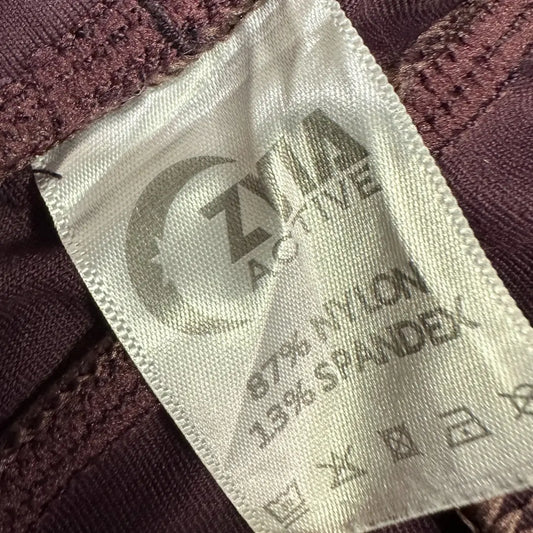 ZYIA
ACTIVE
87% NYLON
13% SPANDEX